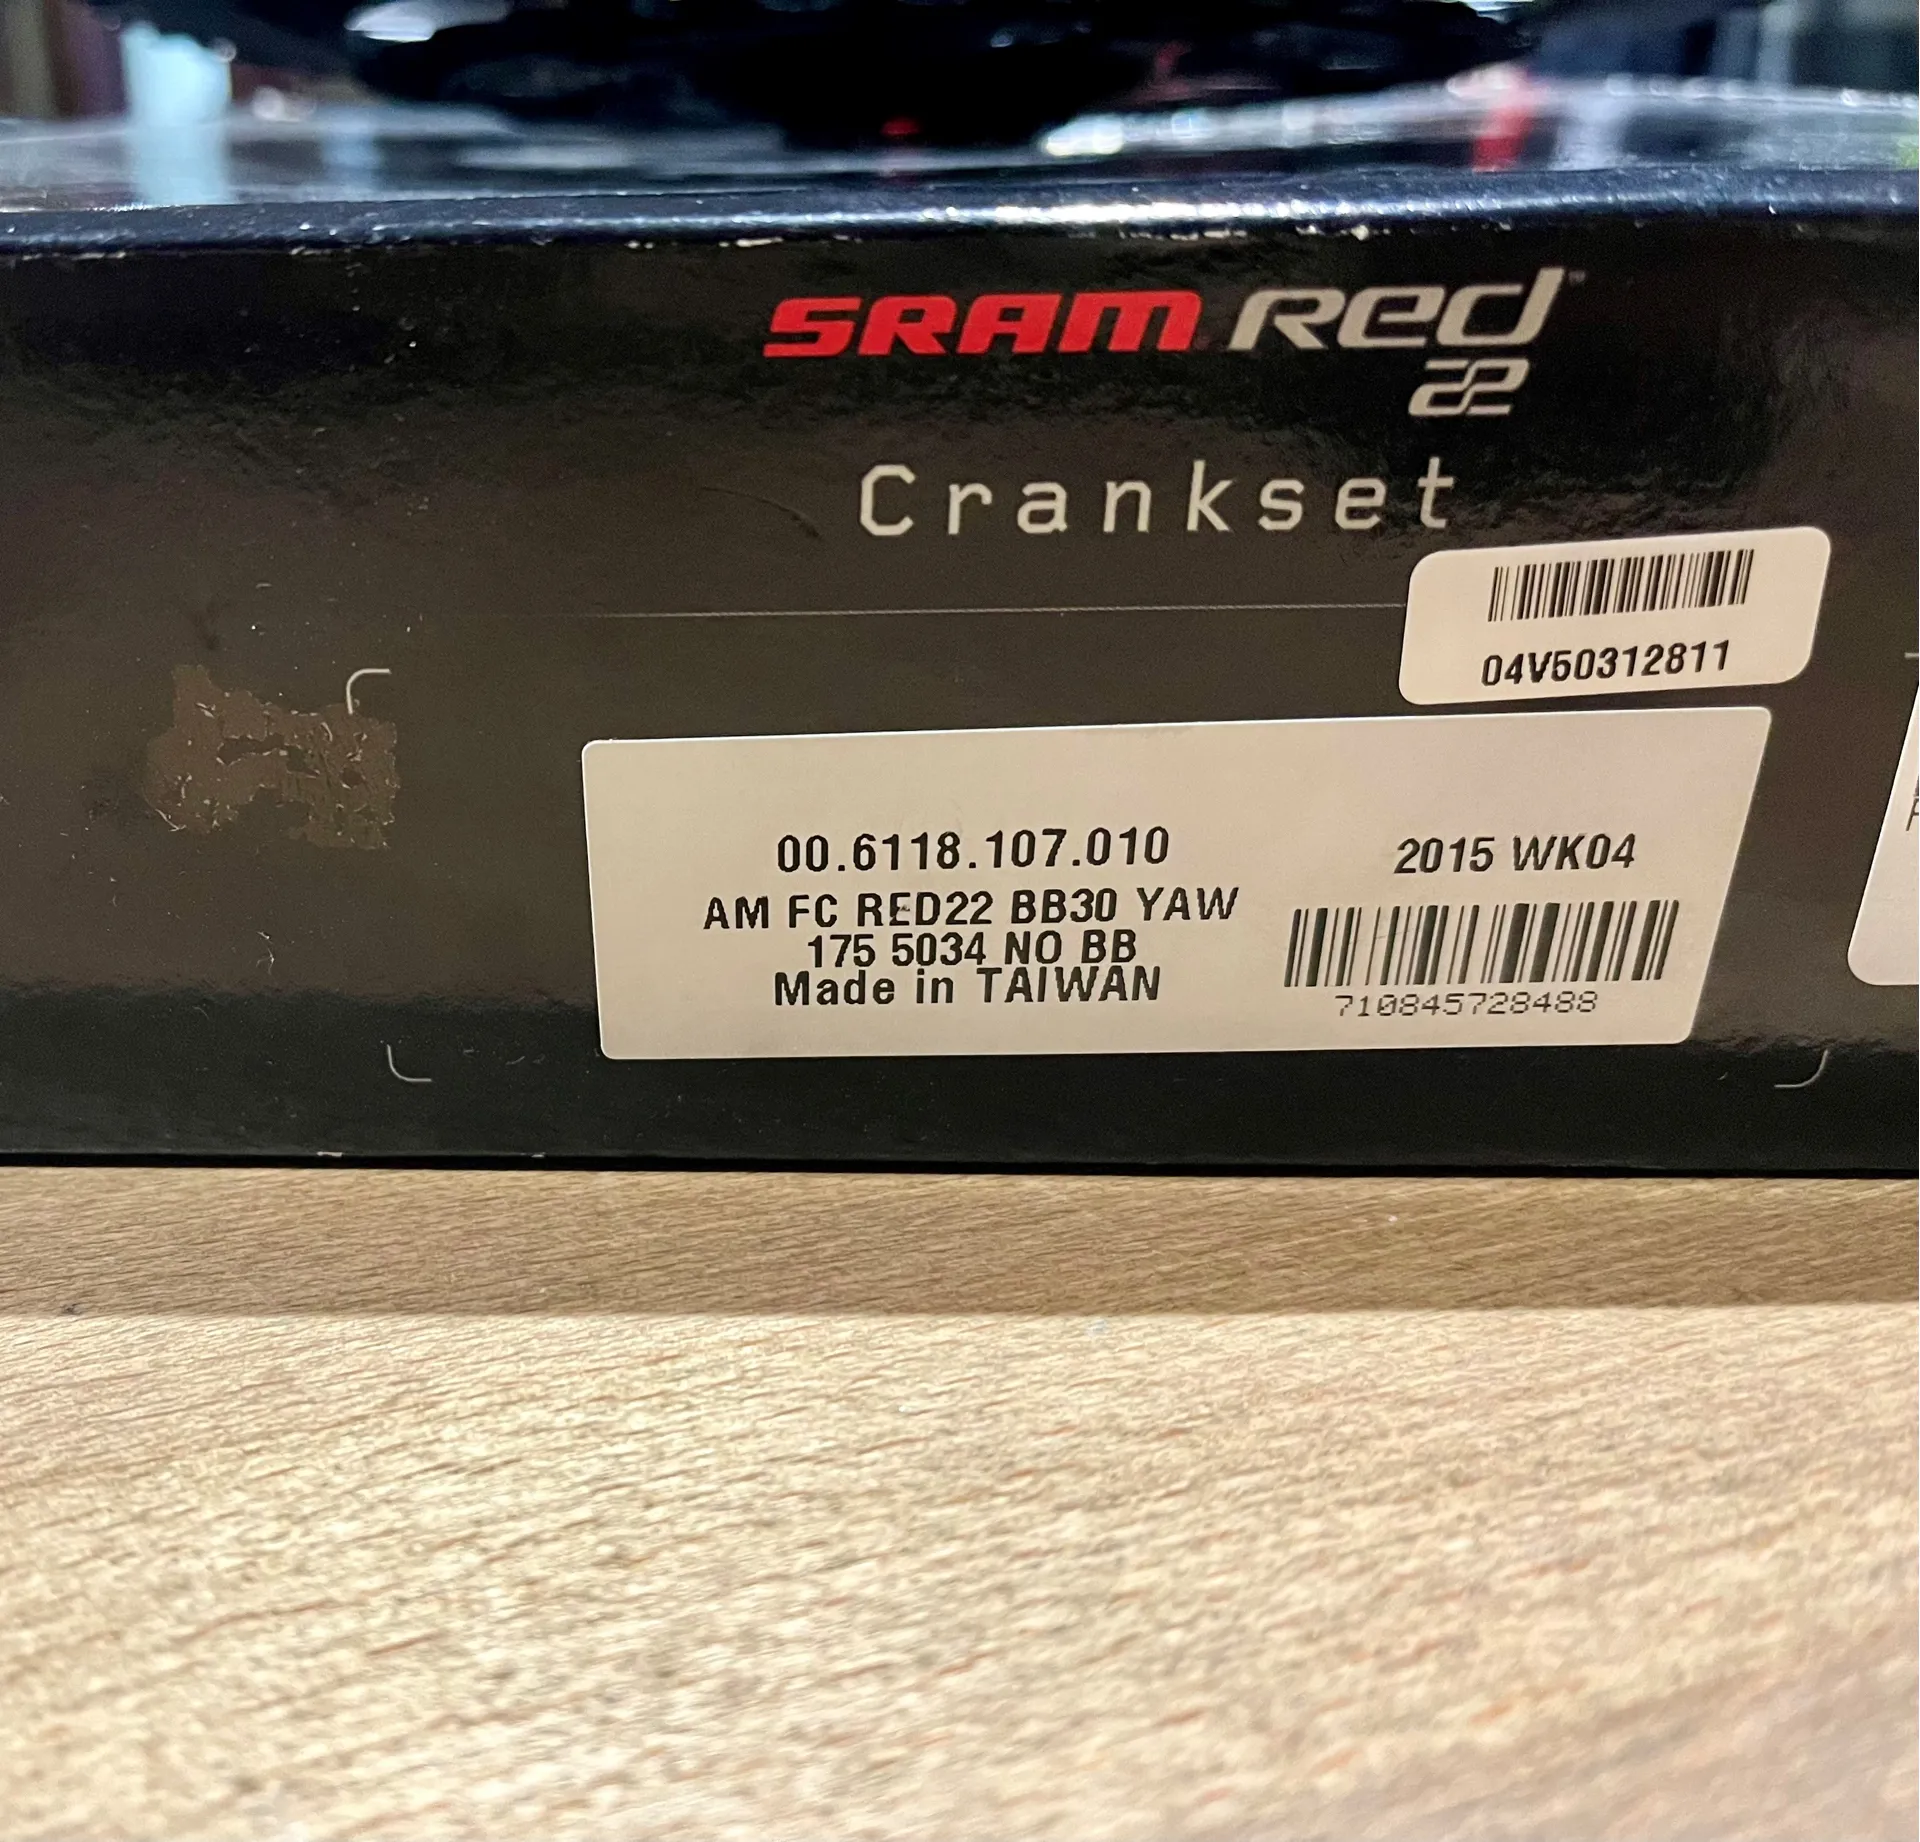 SRAM Red™
22
Crankset
04V50312811
00.6118.107.010
2015 WK04
AM FC RED22 BB30 YAW
175 5034 NO BB
Made in TAIWAN
710845728488